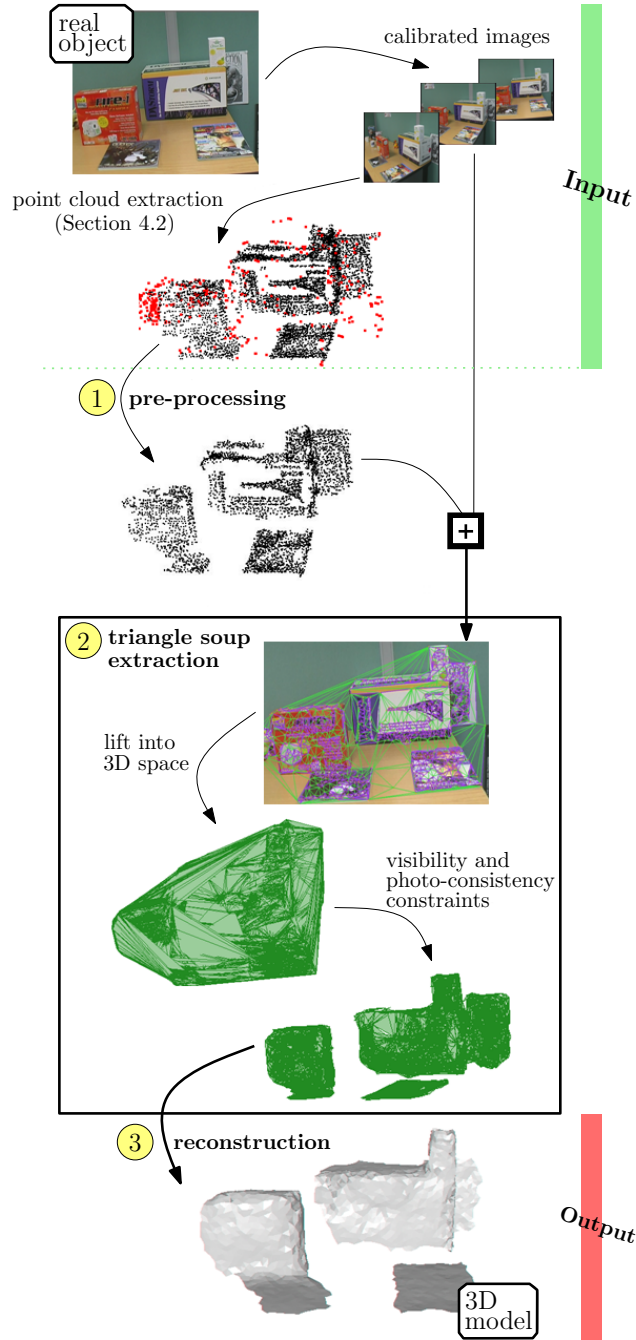 real
object
calibrated images
Input
point cloud extraction
(Section 4.2)
1 pre-processing
+
2 triangle soup
extraction
lift into
3D space
visibility and
photo-consistency
constraints
3 reconstruction
Output
3D
model